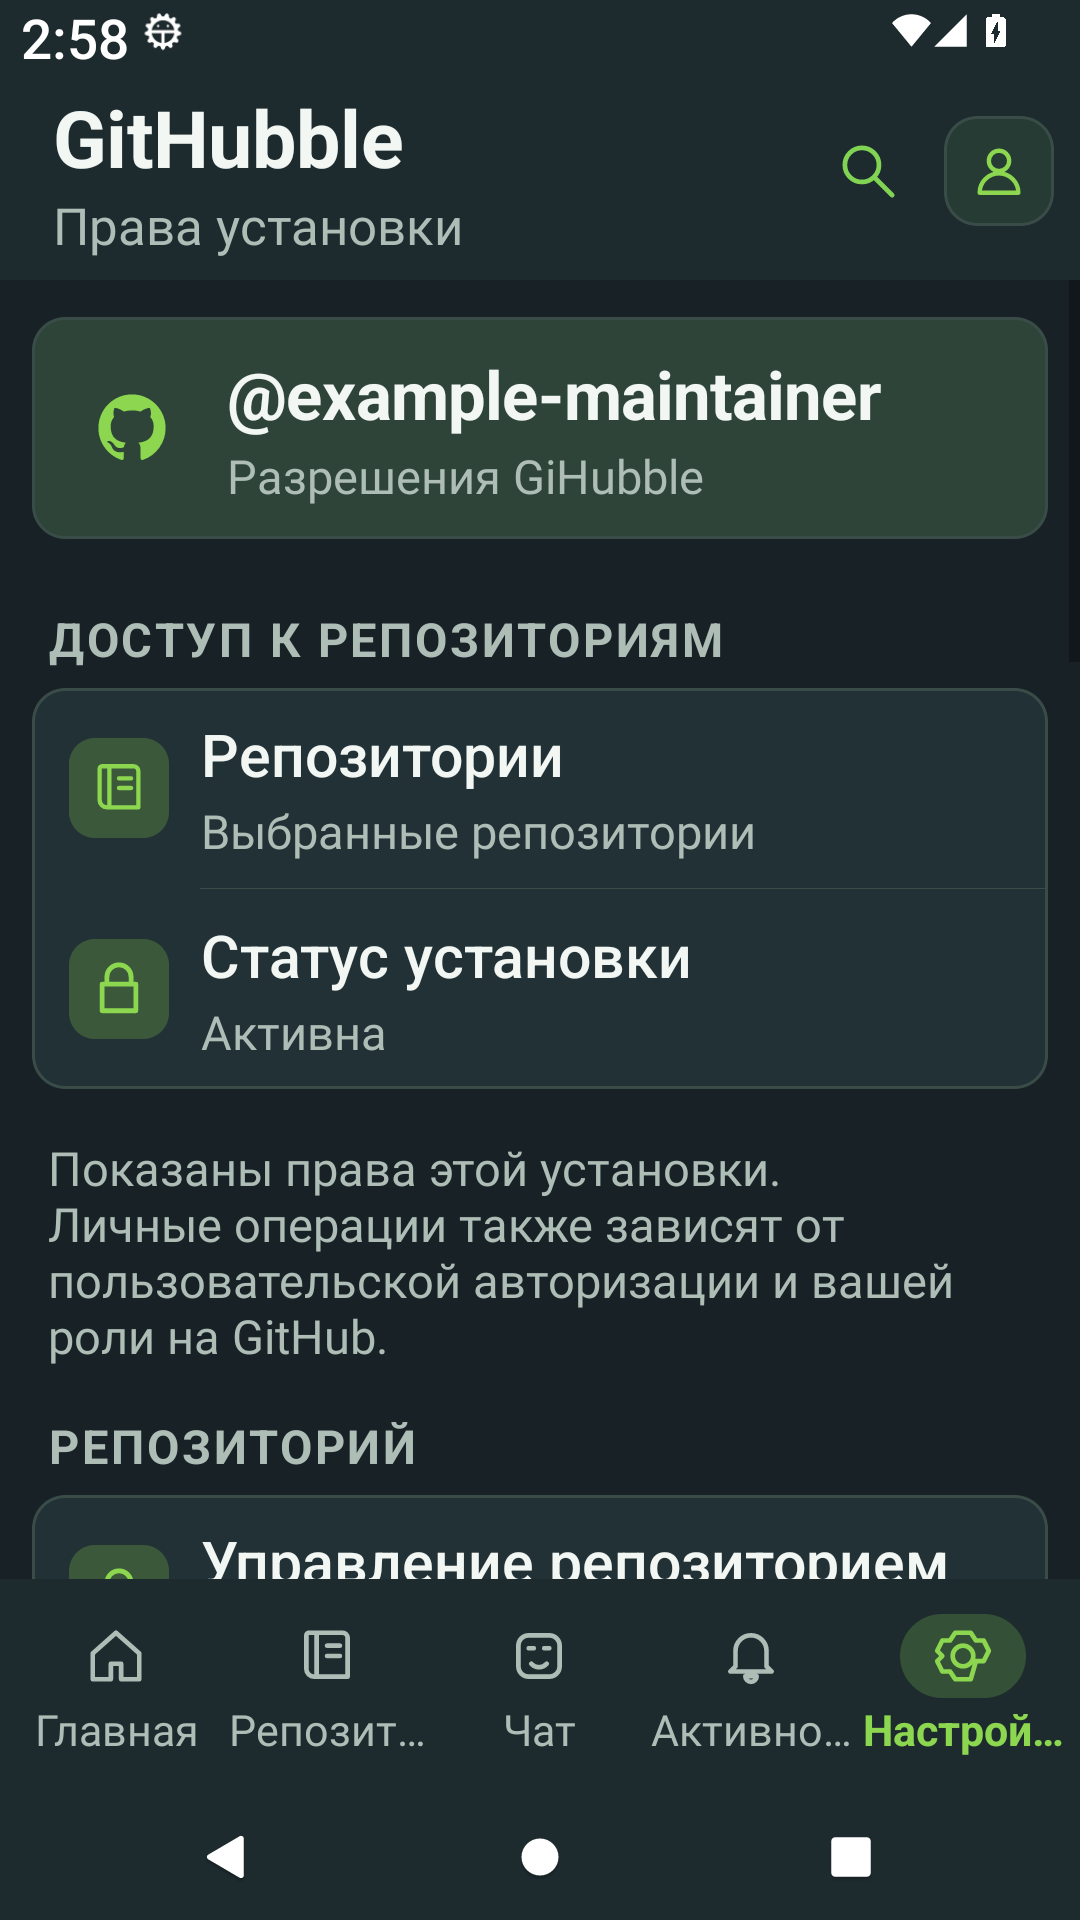 2:58
GitHubble
Права установки
@example-maintainer
Разрешения GiHubble
ДОСТУП К РЕПОЗИТОРИЯМ
Репозитории
Выбранные репозитории
Статус установки
Активна
Показаны права этой установки.
Личные операции также зависят от
пользовательской авторизации и вашей
роли на GitHub.
РЕПОЗИТОРИЙ
Управление репозиторием
Главная
Репозит...
Чат
Активно...
Настрой...